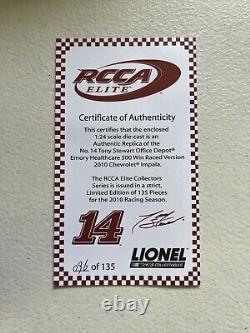 RCCA
ELITE
Certificate of Authenticity
This certifies that the enclosed
1:24 scale die-cast is an
Authentic Replica of the
No. 14 Tony Stewart Office Depot®
Emory Healthcare 500 Win Raced Version
2010 Chevrolet® Impala.
The RCCA Elite Collectors
Series is issued in a strict,
Limited Edition of 135 Pieces
for the 2010 Racing Season.
14
LIONEL
096 of 135